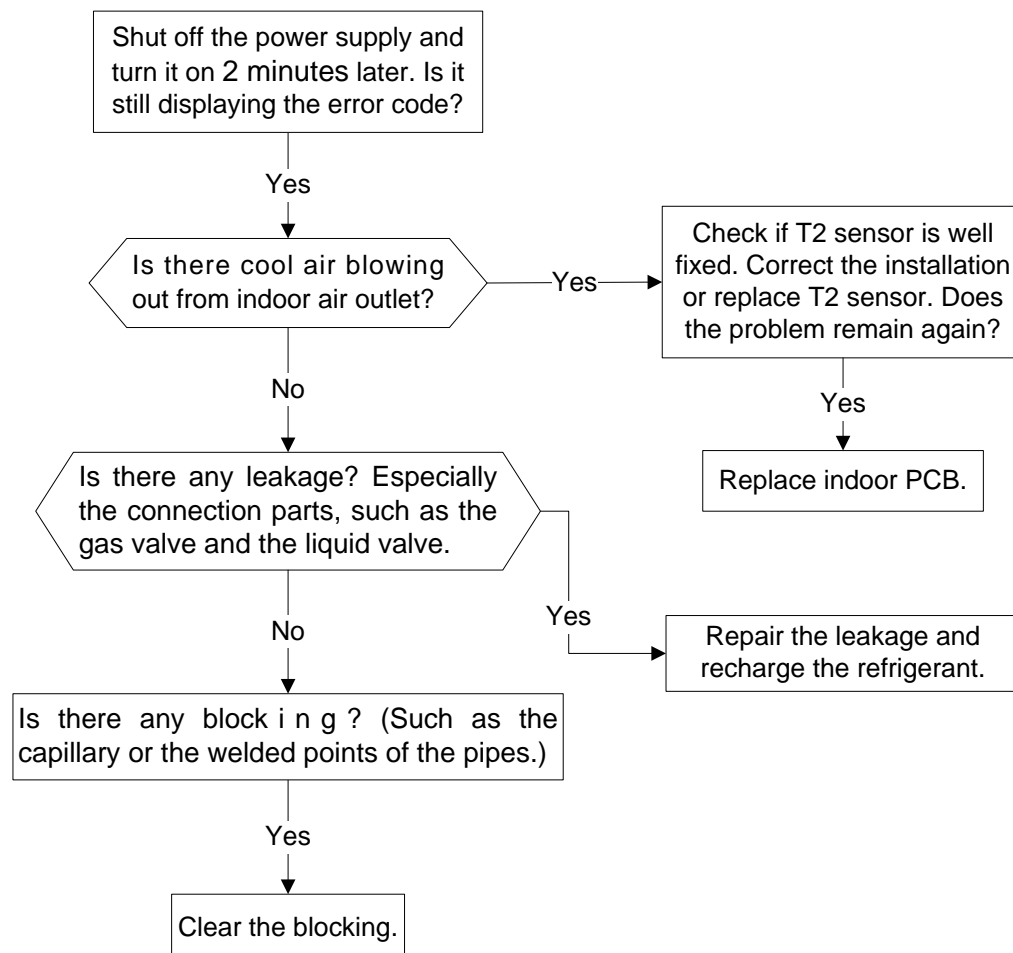 Shut off the power supply and
turn it on 2 minutes later. Is it
still displaying the error code?
Yes
Is there cool air blowing
out from indoor air outlet?
Yes
Check if T2 sensor is well
fixed. Correct the installation
or replace T2 sensor. Does
the problem remain again?
Yes
Replace indoor PCB.
No
Is there any leakage? Especially
the connection parts, such as the
gas valve and the liquid valve.
Yes
Repair the leakage and
recharge the refrigerant.
No
Is there any blocking? (Such as the
capillary or the welded points of the pipes.)
Yes
Clear the blocking.